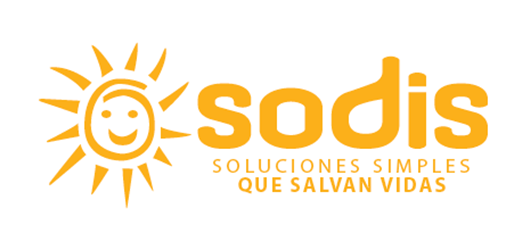 sodis
SOLUCIONES SIMPLES
QUE SALVAN VIDAS